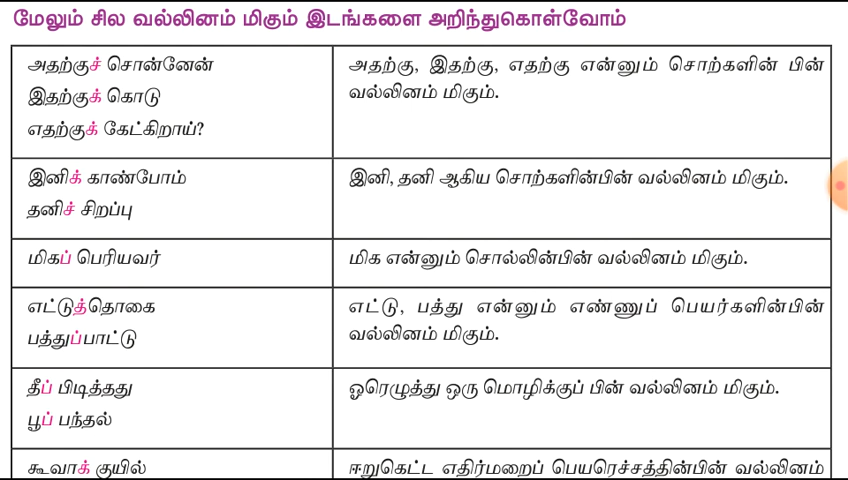 மேலும் சில வல்லினம் மிகும் இடங்களை அறிந்துகொள்வோம்
அதற்குச் சொன்னேன்
இதற்குக் கொடு
எதற்குக் கேட்கிறாய்?
அதற்கு, இதற்கு, எதற்கு என்னும் சொற்களின் பின்
வல்லினம் மிகும்.
இனிக் காண்போம்
தனிச் சிறப்பு
இனி, தனி ஆகிய சொற்களின்பின் வல்லினம் மிகும்.
மிகப் பெரியவர்
மிக என்னும் சொல்லின்பின் வல்லினம் மிகும்.
எட்டுத்தொகை
பத்துப்பாட்டு
எட்டு, பத்து என்னும் எண்ணுப் பெயர்களின்பின்
வல்லினம் மிகும்.
தீப் பிடித்தது
பூப் பந்தல்
ஓரெழுத்து ஒரு மொழிக்குப் பின் வல்லினம் மிகும்.
கூவாக் குயில்
ஈறுகெட்ட எதிர்மறைப் பெயரெச்சத்தின்பின் வல்லினம்